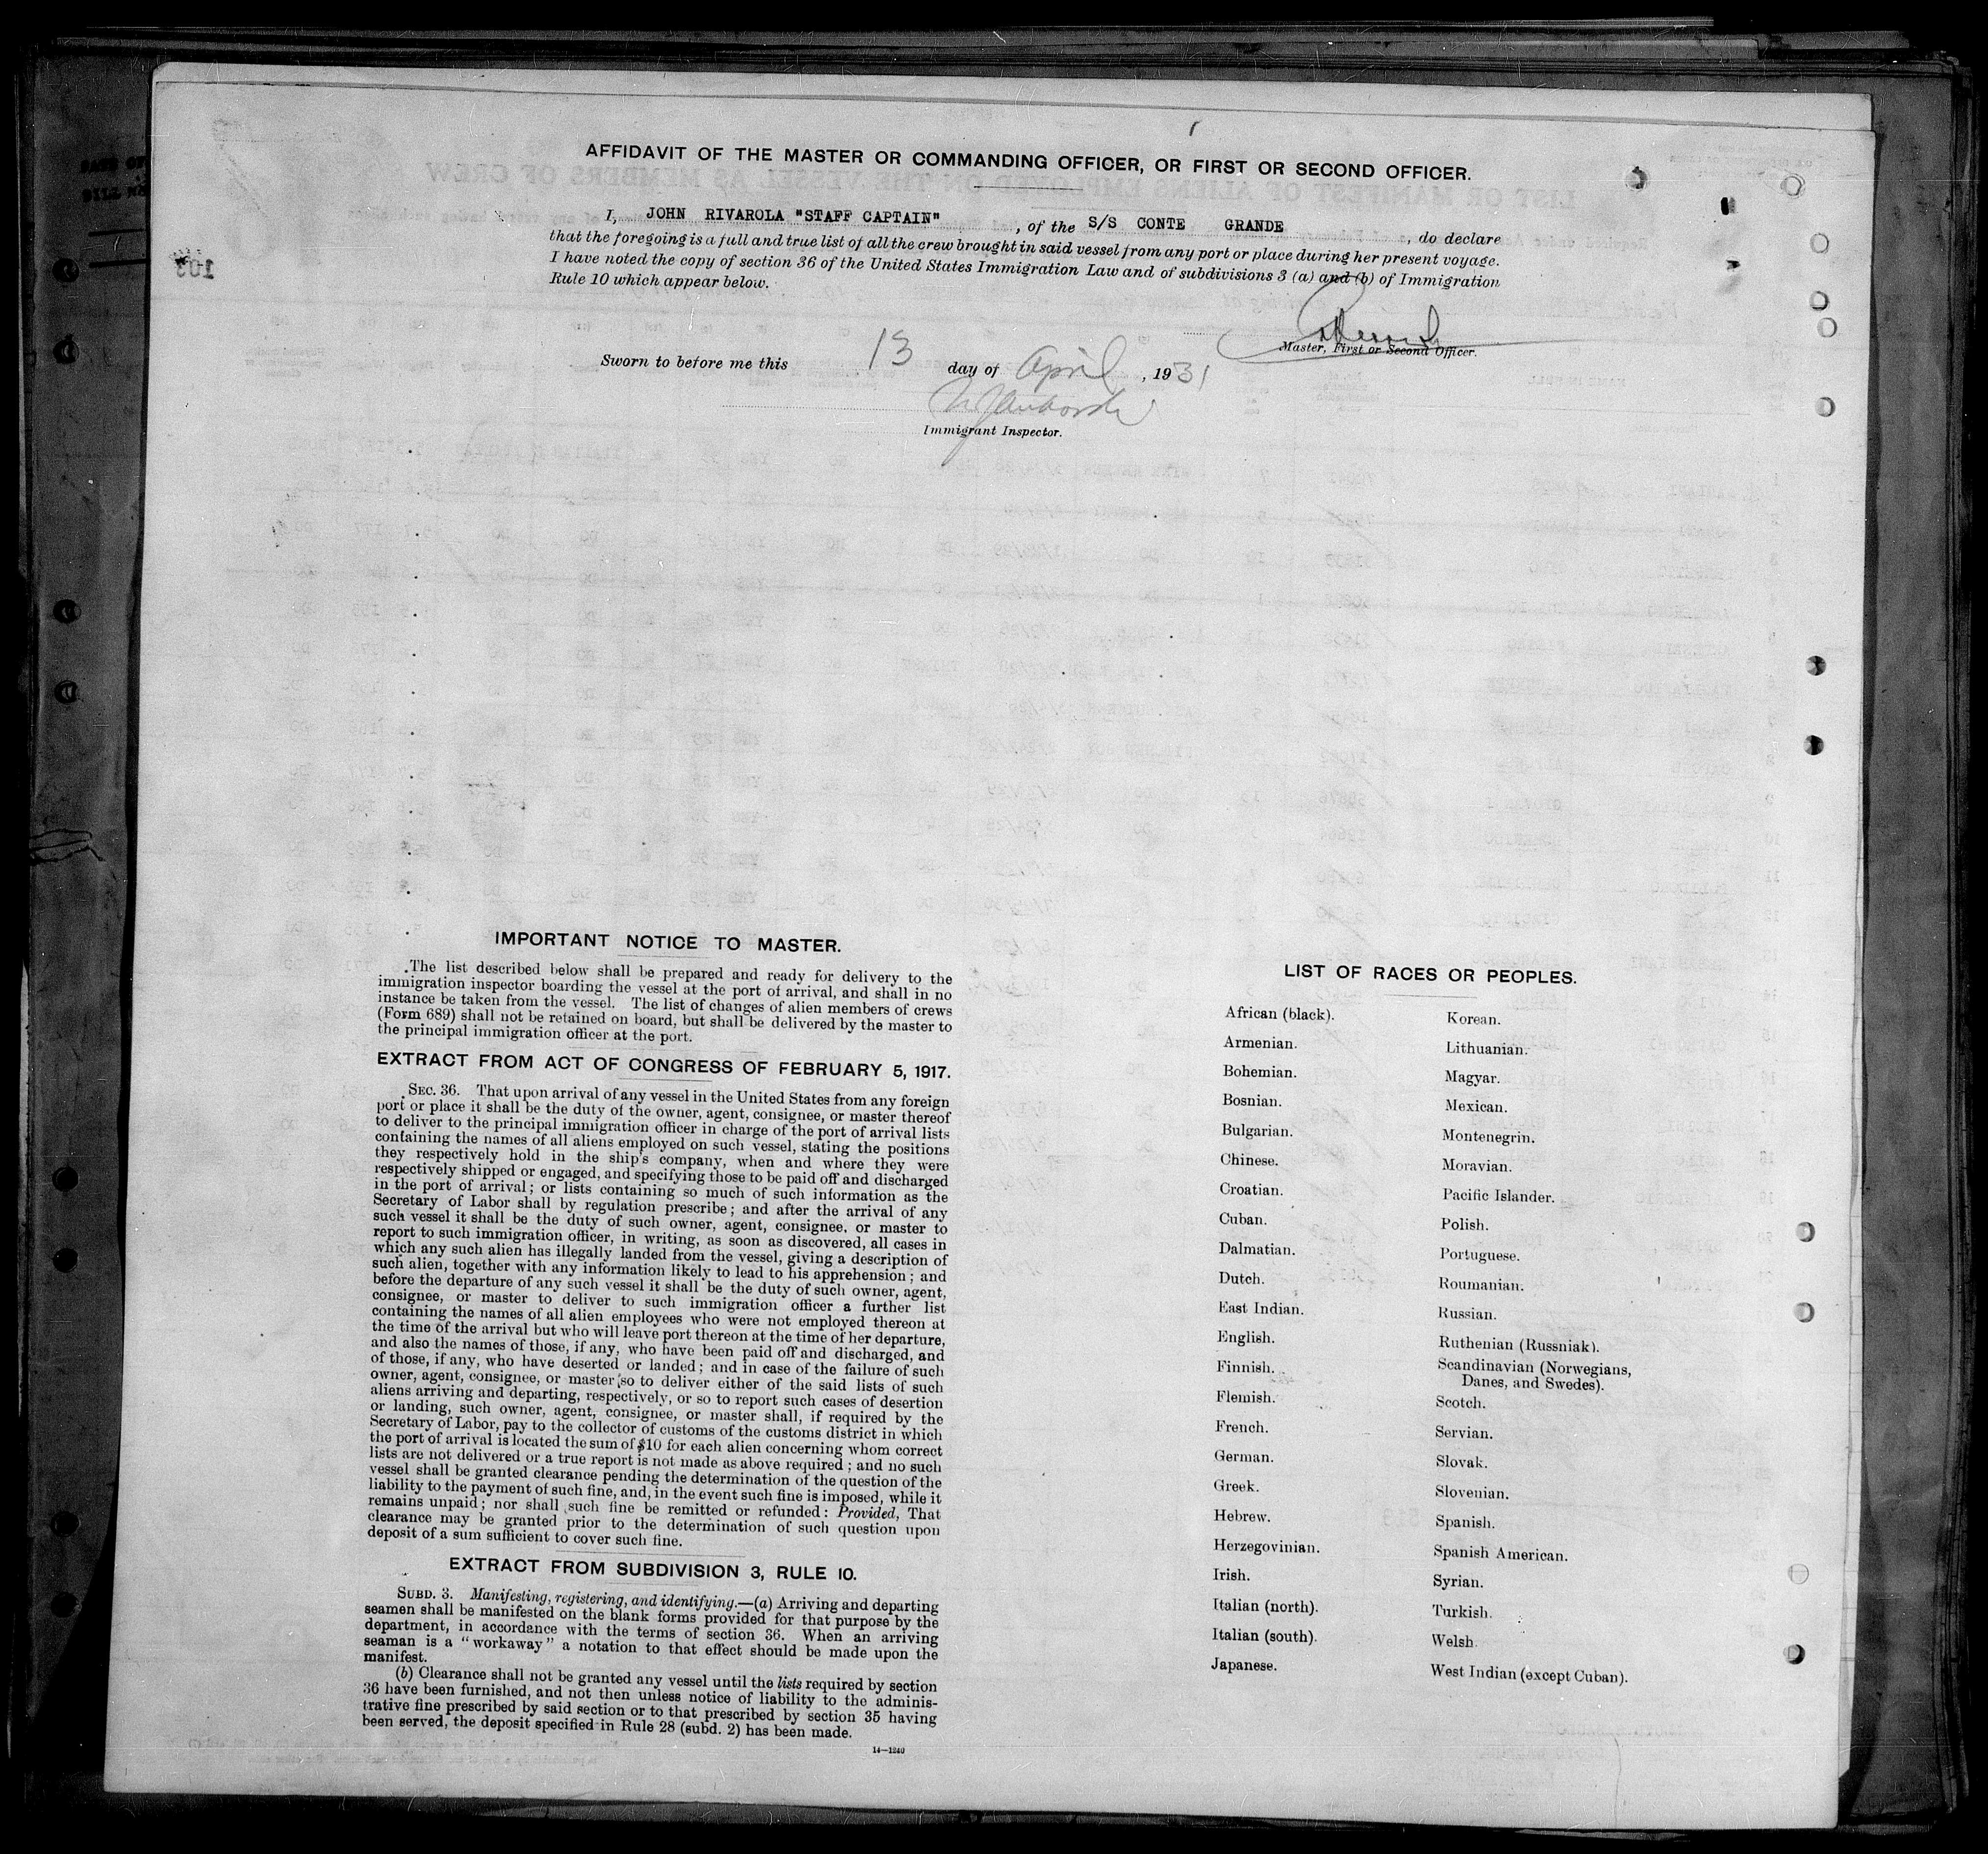 AFFIDAVIT OF THE MASTER OR COMMANDING OFFICER, OR FIRST OR SECOND OFFICER.
I, JOHN RIVAROLA "STAFF CAPTAIN", of the S/S CONTE GRANDE, do declare
that the foregoing is a full and true list of all the crew brought in said vessel from any port or place during her present voyage.
I have noted the copy of section 36 of the United States Immigration Law and of subdivisions 3 (a) and (b) of Immigration
Rule 10 which appear below.
Master, First or Second Officer.
Sworn to before me this 13 day of April, 1931
Immigrant Inspector.
IMPORTANT NOTICE TO MASTER.
The list described below shall be prepared and ready for delivery to the
immigration inspector boarding the vessel at the port of arrival, and shall in no
instance be taken from the vessel. The list of changes of alien members of crews
(Form 689) shall not be retained on board, but shall be delivered by the master to
the principal immigration officer at the port.
EXTRACT FROM ACT OF CONGRESS OF FEBRUARY 5, 1917.
SEC. 36. That upon arrival of any vessel in the United States from any foreign
port or place it shall be the duty of the owner, agent, consignee, or master thereof
to deliver to the principal immigration officer in charge of the port of arrival lists
containing the names of all aliens employed on such vessel, stating the positions
they respectively hold in the ship's company, when and where they were
respectively shipped or engaged, and specifying those to be paid off and discharged
in the port of arrival; or lists containing so much of such information as the
Secretary of Labor shall by regulation prescribe; and after the arrival of any
such vessel it shall be the duty of such owner, agent, consignee, or master to
report to such immigration officer, in writing, as soon as discovered, all cases in
which any such alien has illegally landed from the vessel, giving a description of
such alien, together with any information likely to lead to his apprehension; and
before the departure of any such vessel it shall be the duty of such owner, agent,
consignee, or master to deliver to such immigration officer a further list
containing the names of all alien employees who were not employed thereon at
the time of the arrival but who will leave port thereon at the time of her departure,
and also the names of those, if any, who have been paid off and discharged, and
of those, if any, who have deserted or landed; and in case of the failure of such
owner, agent, consignee, or master so to deliver either of the said lists of such
aliens arriving and departing, respectively, or so to report such cases of desertion
or landing, such owner, agent, consignee, or master shall, if required by the
Secretary of Labor, pay to the collector of customs of the customs district in which
the port of arrival is located the sum of $10 for each alien concerning whom correct
lists are not delivered or a true report is not made as above required; and no such
vessel shall be granted clearance pending the determination of the question of the
liability to the payment of such fine, and, in the event such fine is imposed, while it
remains unpaid; nor shall such fine be remitted or refunded: Provided, That
clearance may be granted prior to the determination of such question upon
deposit of a sum sufficient to cover such fine.
EXTRACT FROM SUBDIVISION 3, RULE 10.
SUBD. 3. Manifesting, registering, and identifying.—(a) Arriving and departing
seamen shall be manifested on the blank forms provided for that purpose by the
department, in accordance with the terms of section 36. When an arriving
seaman is a "workaway" a notation to that effect should be made upon the
manifest.
(b) Clearance shall not be granted any vessel until the lists required by section
36 have been furnished, and not then unless notice of liability to the adminis-
trative fine prescribed by said section or to that prescribed by section 35 having
been served, the deposit specified in Rule 28 (subd. 2) has been made.
14—1240
LIST OF RACES OR PEOPLES.
African (black).
Armenian.
Bohemian.
Bosnian.
Bulgarian.
Chinese.
Croatian.
Cuban.
Dalmatian.
Dutch.
East Indian.
English.
Finnish.
Flemish.
French.
German.
Greek.
Hebrew.
Herzegovinian.
Irish.
Italian (north).
Italian (south).
Japanese.
Korean.
Lithuanian.
Magyar.
Mexican.
Montenegrin.
Moravian.
Pacific Islander.
Polish.
Portuguese.
Roumanian.
Russian.
Ruthenian (Russniak).
Scandinavian (Norwegians,
Danes, and Swedes).
Scotch.
Servian.
Slovak.
Slovenian.
Spanish.
Spanish American.
Syrian.
Turkish.
Welsh.
West Indian (except Cuban).